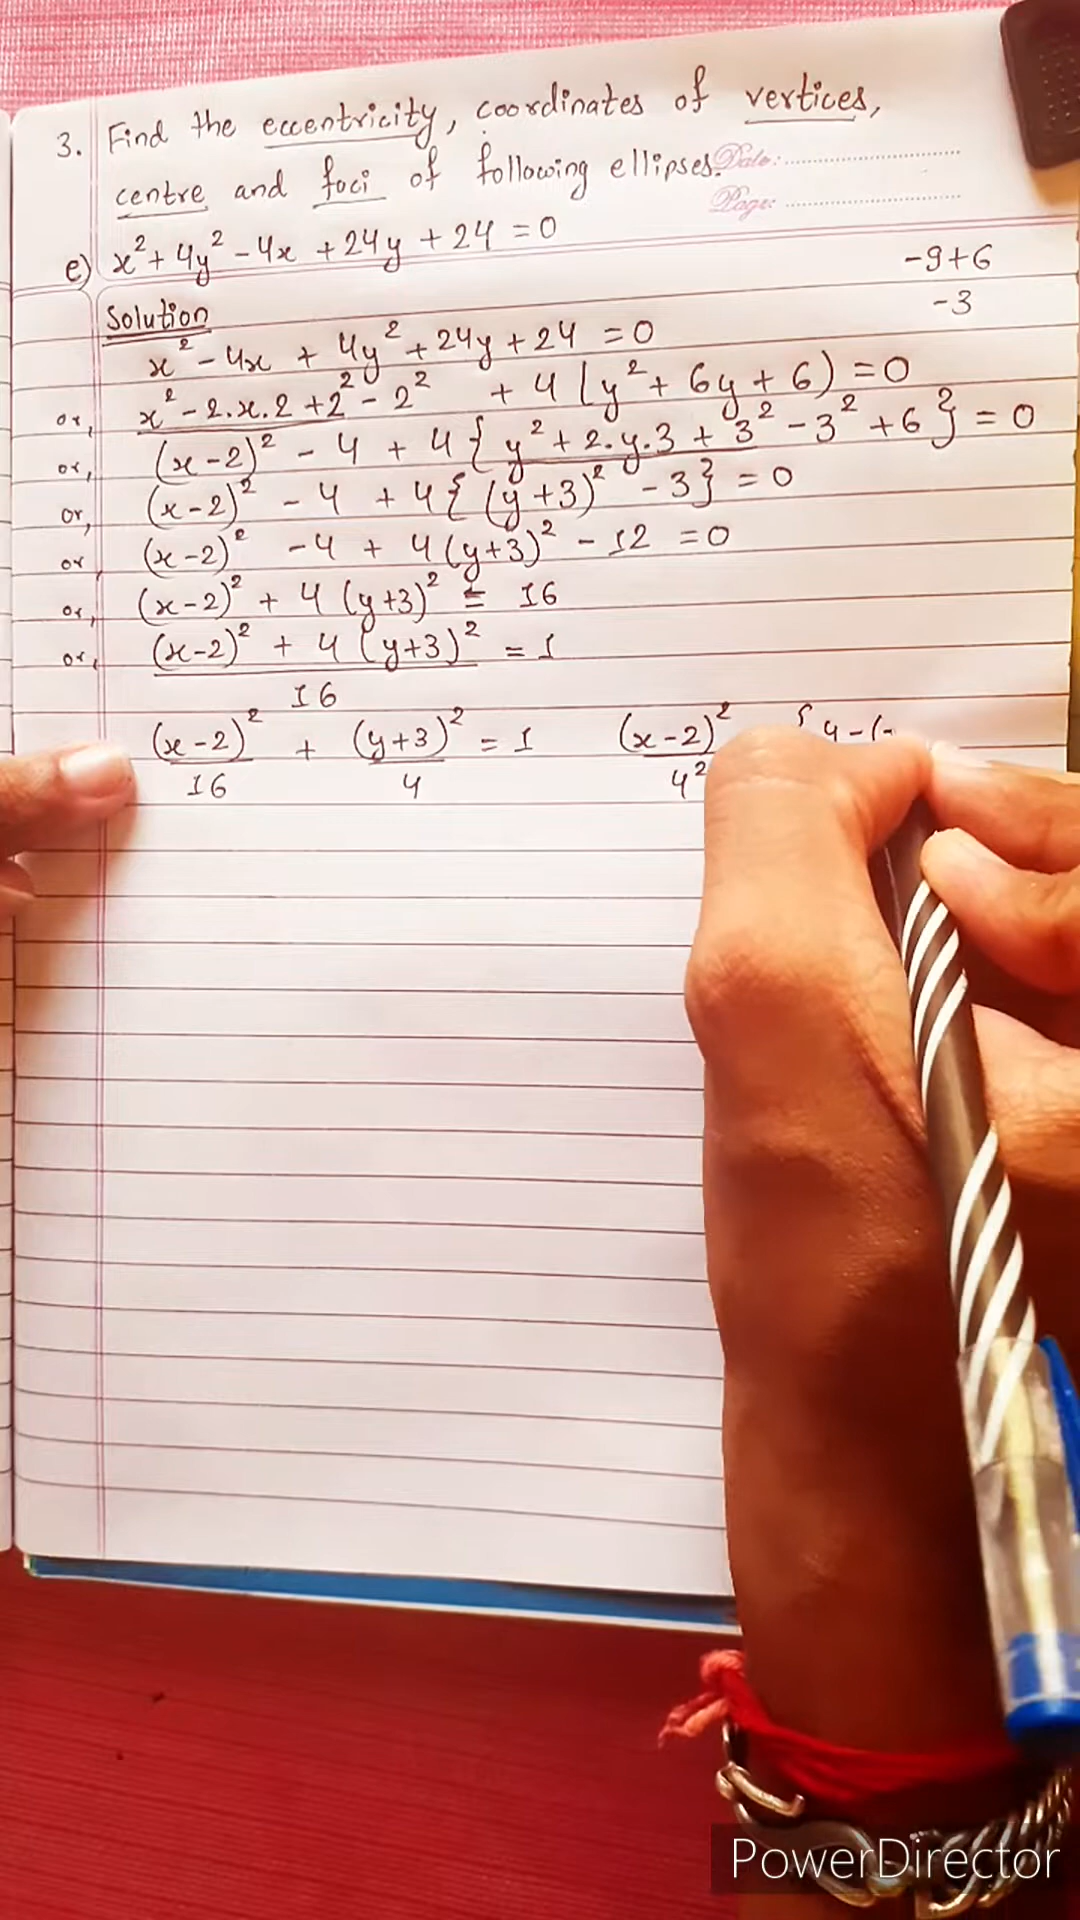 3. Find the eccentricity, coordinates of vertices,
centre and foci of following ellipses.
Date:
Page:
e) x² + 4y² - 4x + 24y + 24 = 0
-9+6
-3
Solution
x² - 4x + 4y² + 24y + 24 = 0
or, x² - 2.x.2 + 2² - 2² + 4 (y² + 6y + 6) = 0
or, (x-2)² - 4 + 4 { y² + 2.y.3 + 3² - 3² + 6 } = 0
or, (x-2)² - 4 + 4 { (y+3)² - 3 } = 0
or (x-2)² - 4 + 4 (y+3)² - 12 = 0
or, (x-2)² + 4 (y+3)² = 16
or, (x-2)² + 4 (y+3)² = 1
16
(x-2)² + (y+3)² = 1 (x-2)² { y-(-
16 4 4²
PowerDirector